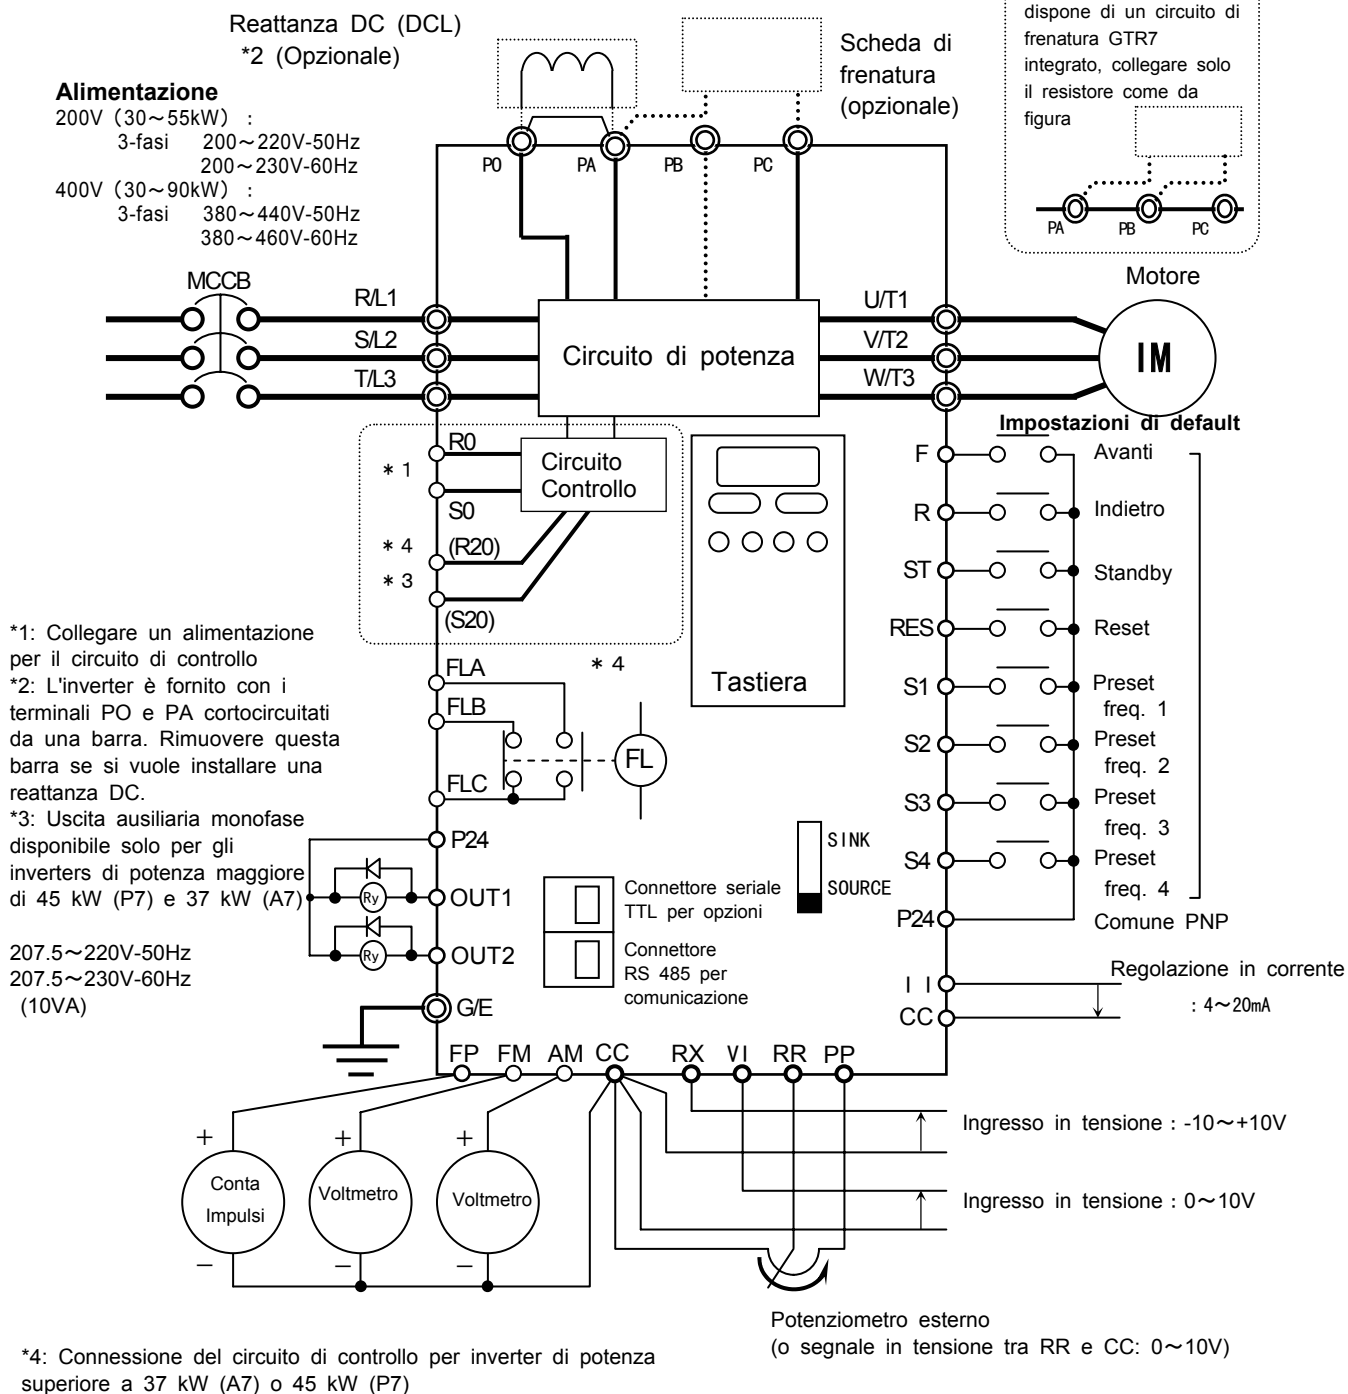 dispone di un circuito di
frenatura GTR7
integrato, collegare solo
il resistore come da
figura
PA PB PC
Reattanza DC (DCL)
*2 (Opzionale)
Scheda di
frenatura
(opzionale)
Alimentazione
200V (30～55kW) :
3-fasi 200～220V-50Hz
200～230V-60Hz
400V (30～90kW) :
3-fasi 380～440V-50Hz
380～460V-60Hz
PO PA PB PC
MCCB
R/L1
S/L2
T/L3
Circuito di potenza
U/T1
V/T2
W/T3
Motore
IM
Impostazioni di default
* 1
R0
S0
Circuito
Controllo
* 4 (R20)
* 3
(S20)
* 4
Tastiera
F Avanti
R Indietro
ST Standby
RES Reset
S1 Preset
freq. 1
S2 Preset
freq. 2
S3 Preset
freq. 3
S4 Preset
freq. 4
P24 Comune PNP
*1: Collegare un alimentazione
per il circuito di controllo
*2: L'inverter è fornito con i
terminali PO e PA cortocircuitati
da una barra. Rimuovere questa
barra se si vuole installare una
reattanza DC.
*3: Uscita ausiliaria monofase
disponibile solo per gli
inverters di potenza maggiore
di 45 kW (P7) e 37 kW (A7)
207.5～220V-50Hz
207.5～230V-60Hz
(10VA)
FLA
FLB
FLC
FL
P24
Ry OUT1
Ry OUT2
G/E
SINK
SOURCE
Connettore seriale
TTL per opzioni
Connettore
RS 485 per
comunicazione
I I
CC
Regolazione in corrente
: 4～20mA
FP FM AM CC RX VI RR PP
+ + +
Conta
Impulsi
Voltmetro
Voltmetro
− − −
Ingresso in tensione : -10～+10V
Ingresso in tensione : 0～10V
Potenziometro esterno
(o segnale in tensione tra RR e CC: 0～10V)
*4: Connessione del circuito di controllo per inverter di potenza
superiore a 37 kW (A7) o 45 kW (P7)